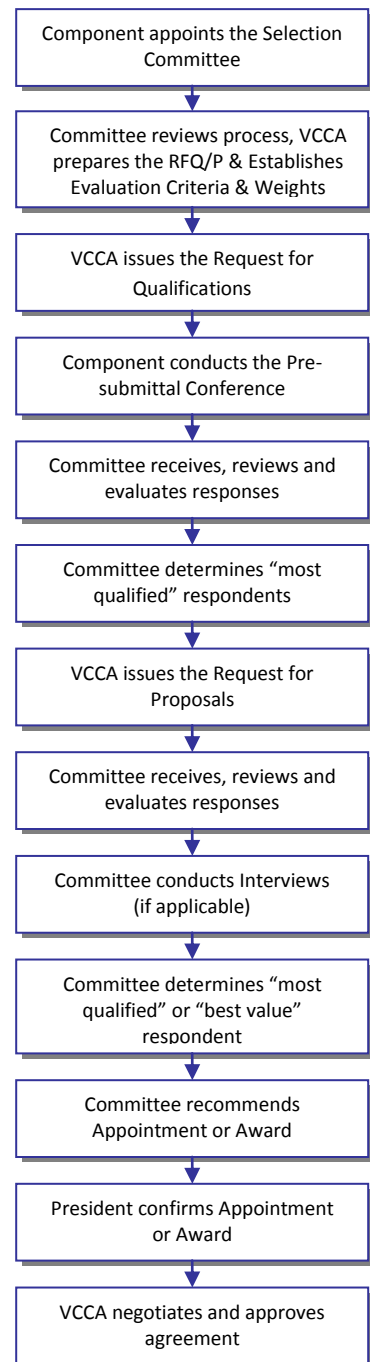 Component appoints the Selection
Committee
Committee reviews process, VCCA
prepares the RFQ/P & Establishes
Evaluation Criteria & Weights
VCCA issues the Request for
Qualifications
Component conducts the Pre-
submittal Conference
Committee receives, reviews and
evaluates responses
Committee determines “most
qualified” respondents
VCCA issues the Request for
Proposals
Committee receives, reviews and
evaluates responses
Committee conducts Interviews
(if applicable)
Committee determines “most
qualified” or “best value”
respondent
Committee recommends
Appointment or Award
President confirms Appointment
or Award
VCCA negotiates and approves
agreement